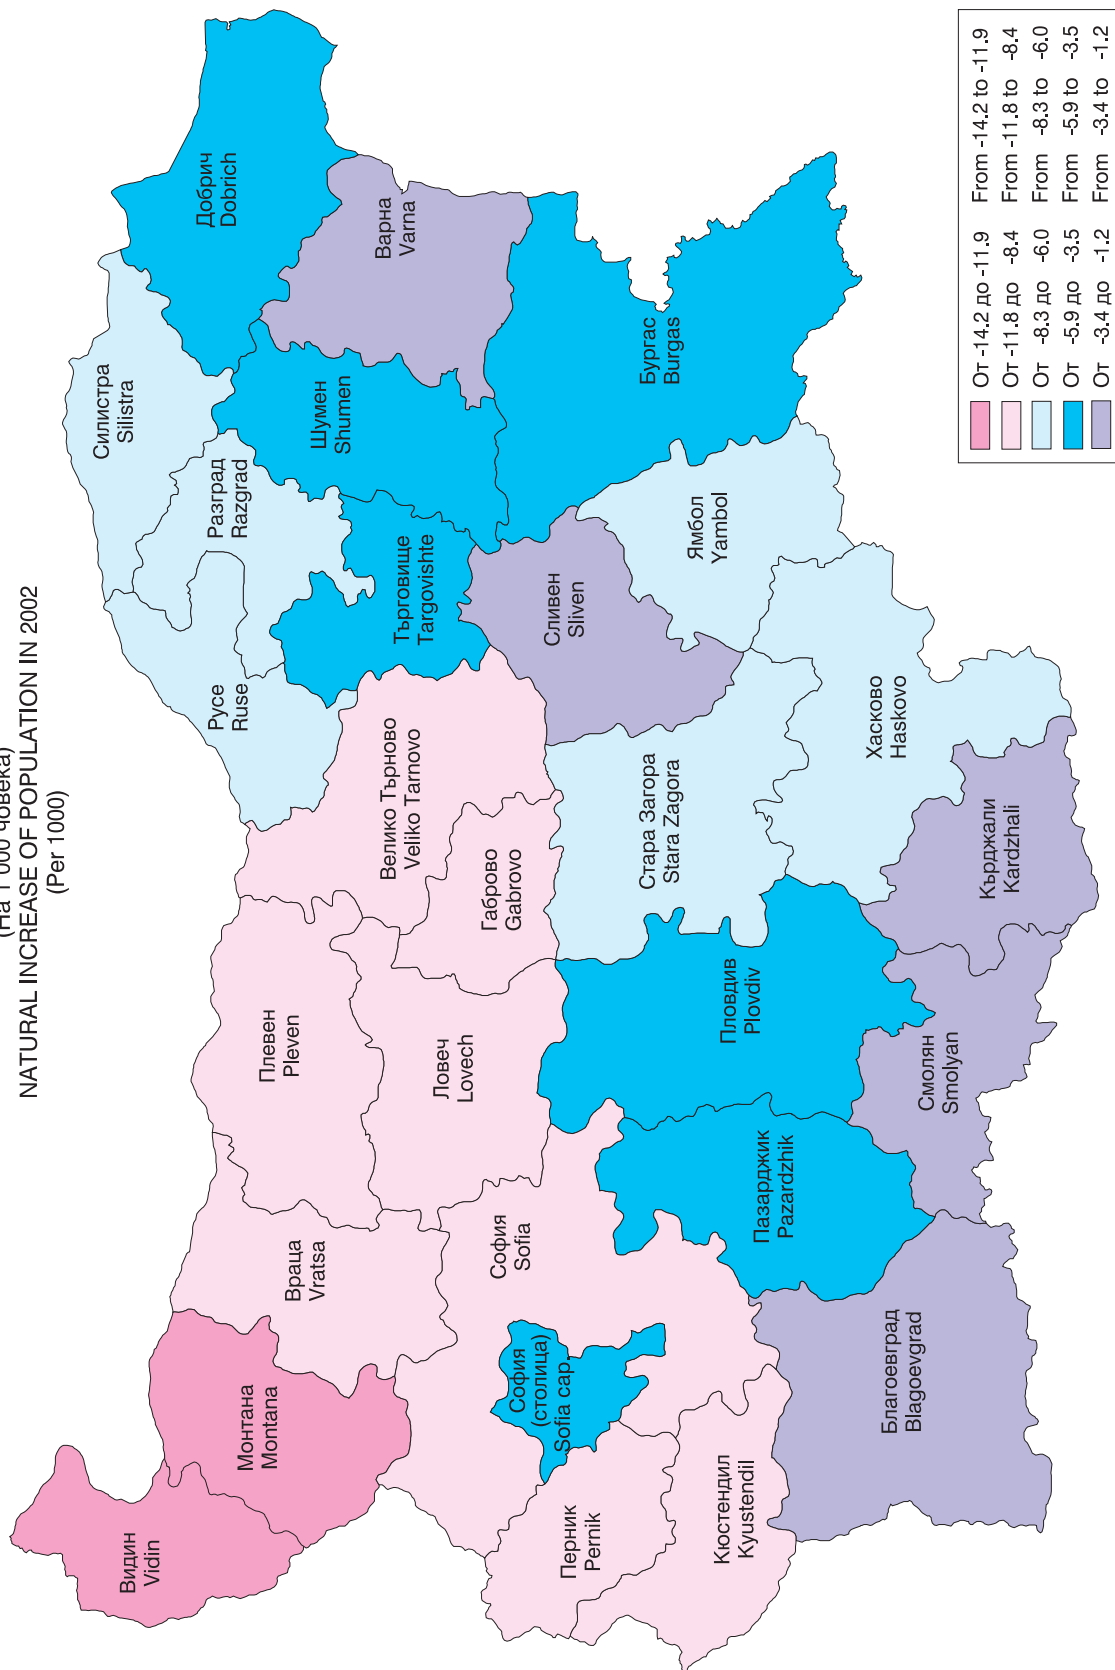 (На 1 000 човека)
NATURAL INCREASE OF POPULATION IN 2002
(Per 1000)
Видин
Vidin
Монтана
Montana
Враца
Vratsa
Плевен
Pleven
Русе
Ruse
Разград
Razgrad
Силистра
Silistra
Добрич
Dobrich
Варна
Varna
Шумен
Shumen
Търговище
Targovishte
Велико Търново
Veliko Tarnovo
Габрово
Gabrovo
Ловеч
Lovech
София
Sofia
София
(столица)
Sofia cap.
Перник
Pernik
Кюстендил
Kyustendil
Благоевград
Blagoevgrad
Пазарджик
Pazardzhik
Пловдив
Plovdiv
Смолян
Smolyan
Кърджали
Kardzhali
Хасково
Haskovo
Стара Загора
Stara Zagora
Сливен
Sliven
Ямбол
Yambol
Бургас
Burgas
От -14.2 до -11.9 From -14.2 to -11.9
От -11.8 до -8.4 From -11.8 to -8.4
От -8.3 до -6.0 From -8.3 to -6.0
От -5.9 до -3.5 From -5.9 to -3.5
От -3.4 до -1.2 From -3.4 to -1.2